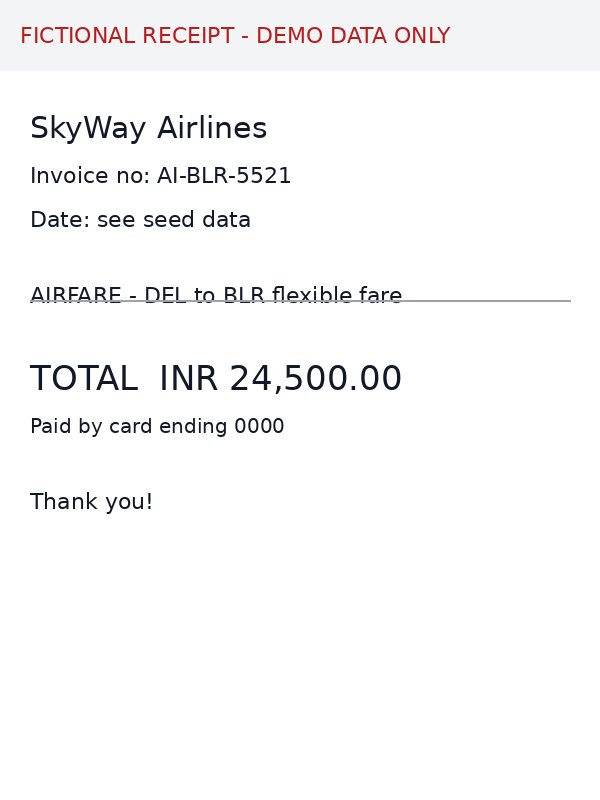 FICTIONAL RECEIPT - DEMO DATA ONLY
SkyWay Airlines
Invoice no: AI-BLR-5521
Date: see seed data
AIRFARE - DEL to BLR flexible fare
TOTAL  INR 24,500.00
Paid by card ending 0000
Thank you!